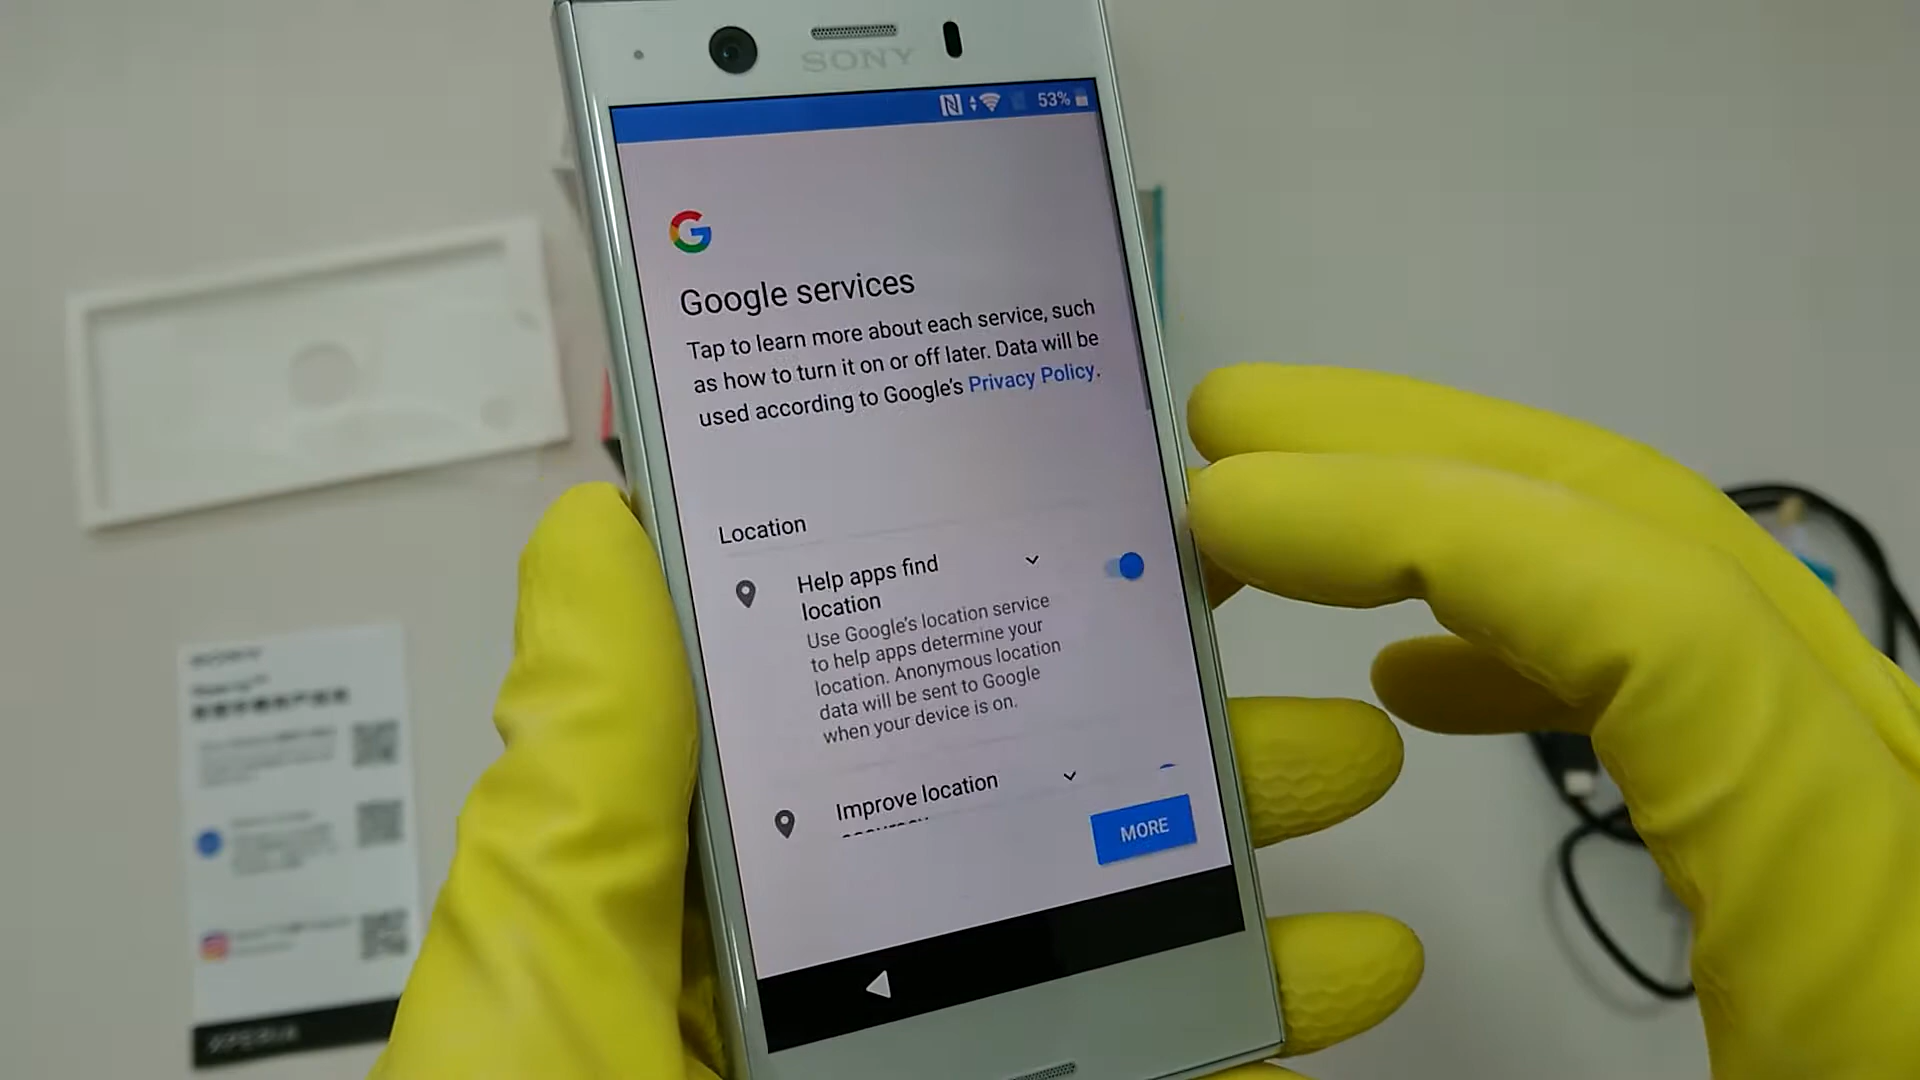 SONY
53%
Google services
Tap to learn more about each service, such
as how to turn it on or off later. Data will be
used according to Google's Privacy Policy.
Location
Help apps find
location
Use Google's location service
to help apps determine your
location. Anonymous location
data will be sent to Google
when your device is on.
Improve location
MORE
SONY
XPERIA